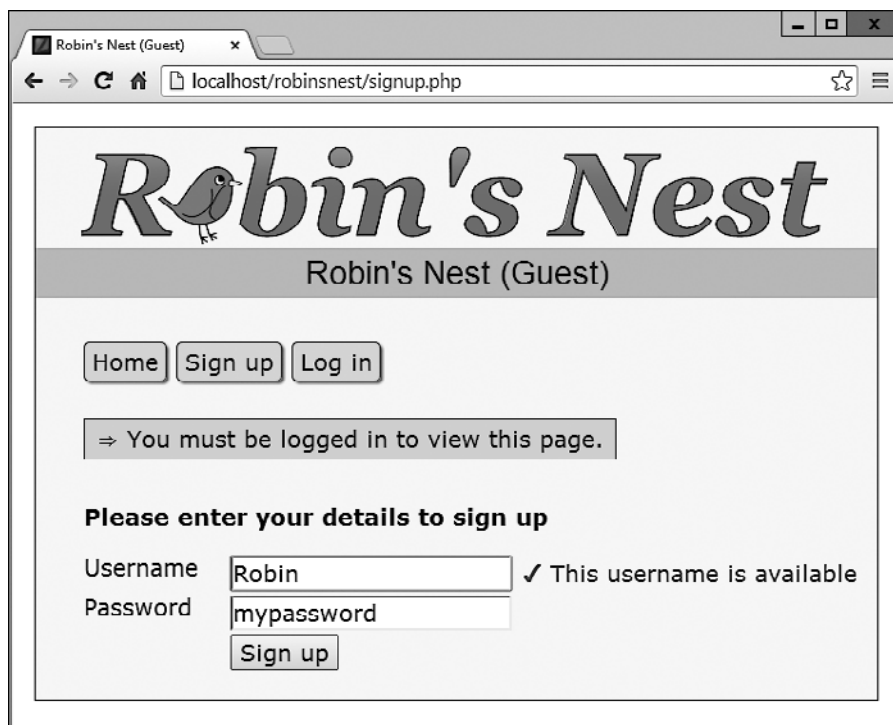 Robin's Nest (Guest)
localhost/robinsnest/signup.php
Robin's Nest
Robin's Nest (Guest)
Home Sign up Log in
⇒ You must be logged in to view this page.
Please enter your details to sign up
Username Robin ✓ This username is available
Password mypassword
Sign up